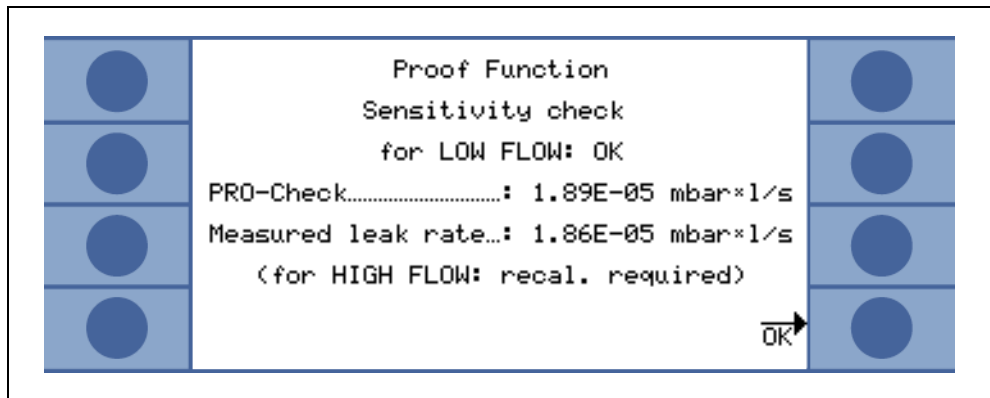 Proof Function
Sensitivity check
for LOW FLOW: OK
PRO-Check..............................: 1.89E-05 mbar×l/s
Measured leak rate...: 1.86E-05 mbar×l/s
(for HIGH FLOW: recal. required)
OK